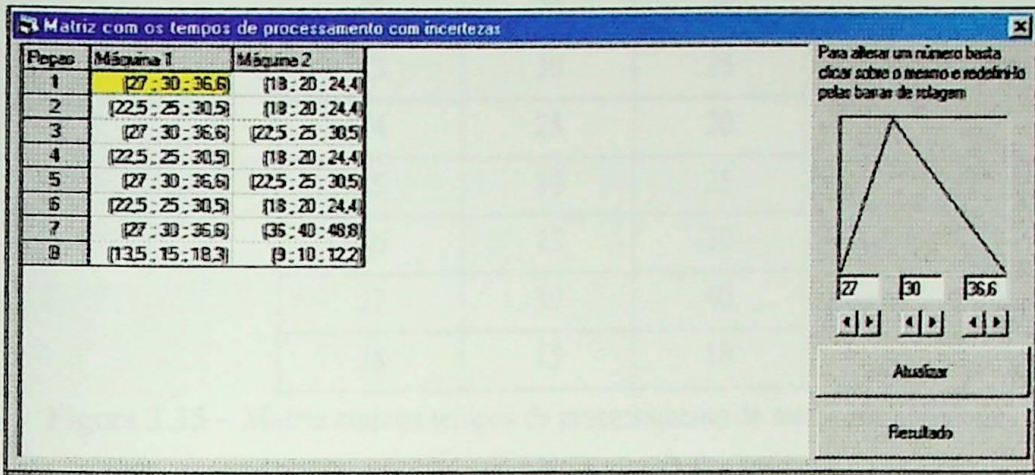 Matriz com os tempos de processamento com incertezas
Peças Máquina 1 Máquina 2
1 (27 ; 30 ; 36,6) (18 ; 20 ; 24,4)
2 (22,5 ; 25 ; 30,5) (18 ; 20 ; 24,4)
3 (27 ; 30 ; 36,6) (22,5 ; 25 ; 30,5)
4 (22,5 ; 25 ; 30,5) (18 ; 20 ; 24,4)
5 (27 ; 30 ; 36,6) (22,5 ; 25 ; 30,5)
6 (22,5 ; 25 ; 30,5) (18 ; 20 ; 24,4)
7 (27 ; 30 ; 36,6) (36 ; 40 ; 48,8)
8 (13,5 ; 15 ; 18,3) (9 ; 10 ; 12,2)
Para alterar um número basta
clicar sobre o mesmo e redefini-lo
pelas barras de rolagem
27 30 36,6
Atualizar
Resultado